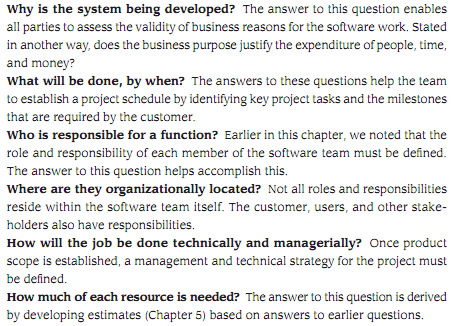 Why is the system being developed? The answer to this question enables
all parties to assess the validity of business reasons for the software work. Stated
in another way, does the business purpose justify the expenditure of people, time,
and money?
What will be done, by when? The answers to these questions help the team
to establish a project schedule by identifying key project tasks and the milestones
that are required by the customer.
Who is responsible for a function? Earlier in this chapter, we noted that the
role and responsibility of each member of the software team must be defined.
The answer to this question helps accomplish this.
Where are they organizationally located? Not all roles and responsibilities
reside within the software team itself. The customer, users, and other stake-
holders also have responsibilities.
How will the job be done technically and managerially? Once product
scope is established, a management and technical strategy for the project must
be defined.
How much of each resource is needed? The answer to this question is derived
by developing estimates (Chapter 5) based on answers to earlier questions.